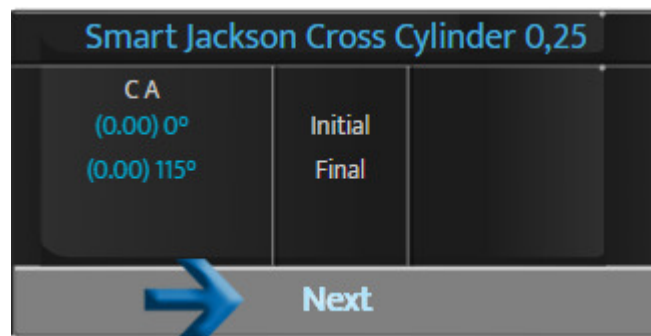 Smart Jackson Cross Cylinder 0,25
C A
(0.00) 0º Initial
(0.00) 115º Final
Next